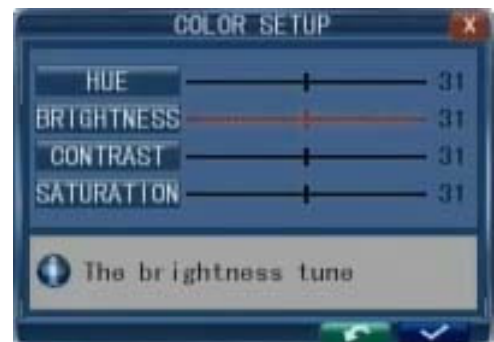 COLOR SETUP X
HUE 31
BRIGHTNESS 31
CONTRAST 31
SATURATION 31
The brightness tune